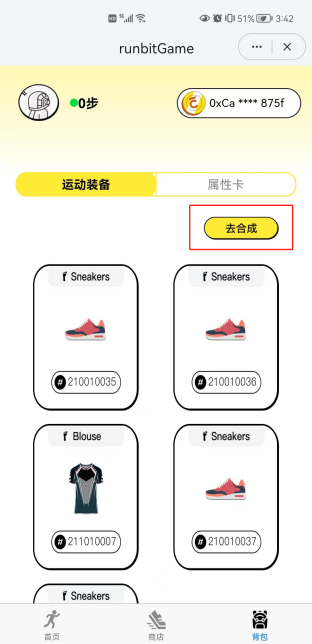 51% 3:42
runbitGame
0步
0xCa **** 875f
运动装备 属性卡
去合成
Sneakers Sneakers
# 210010035 # 210010036
Blouse Sneakers
# 211010007 # 210010037
Sneakers
首页 商店 背包